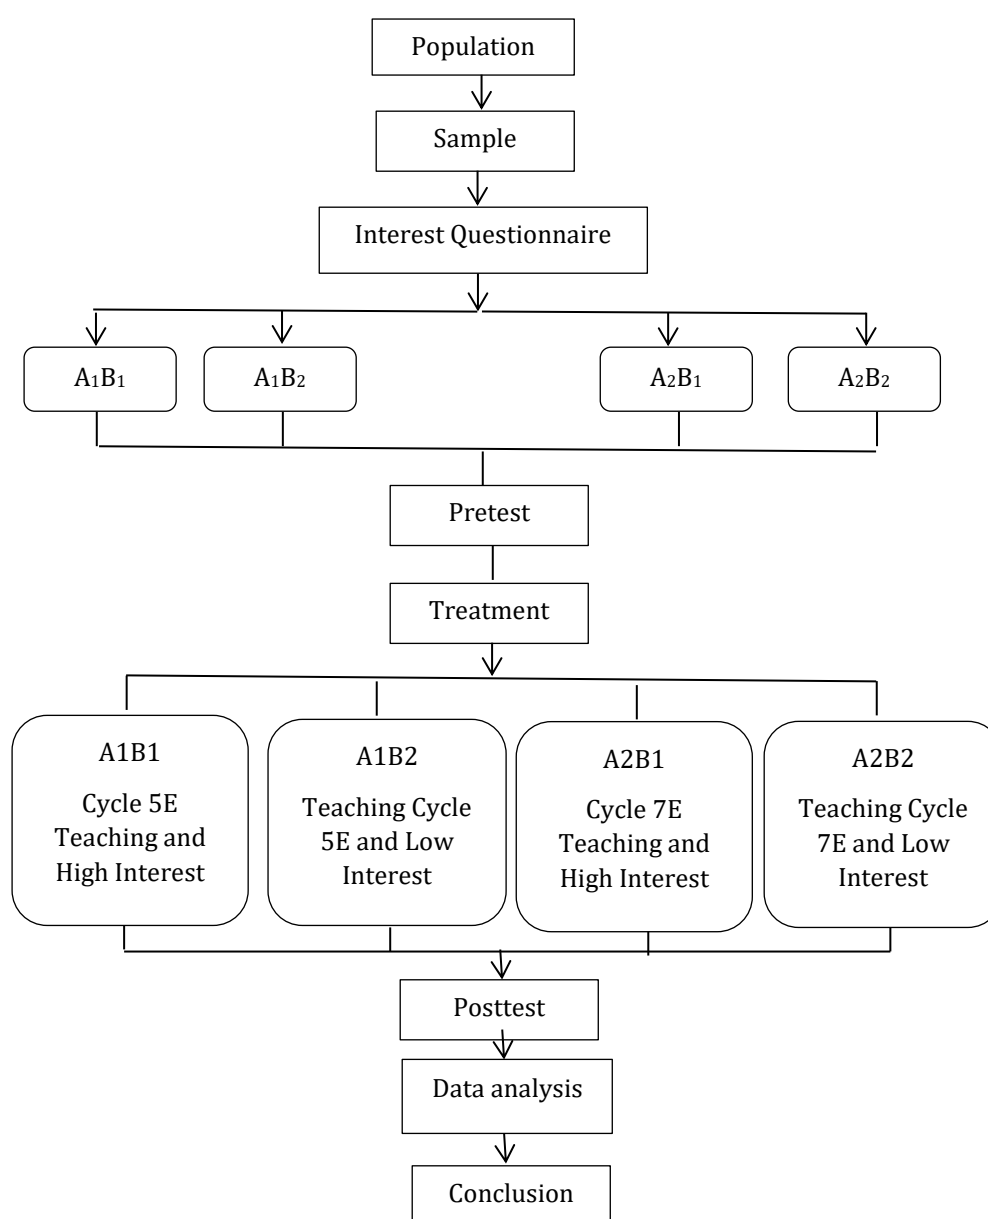 Population
Sample
Interest Questionnaire
A₁B₁
A₁B₂
A₂B₁
A₂B₂
Pretest
Treatment
A1B1
Cycle 5E
Teaching and
High Interest
A1B2
Teaching Cycle
5E and Low
Interest
A2B1
Cycle 7E
Teaching and
High Interest
A2B2
Teaching Cycle
7E and Low
Interest
Posttest
Data analysis
Conclusion